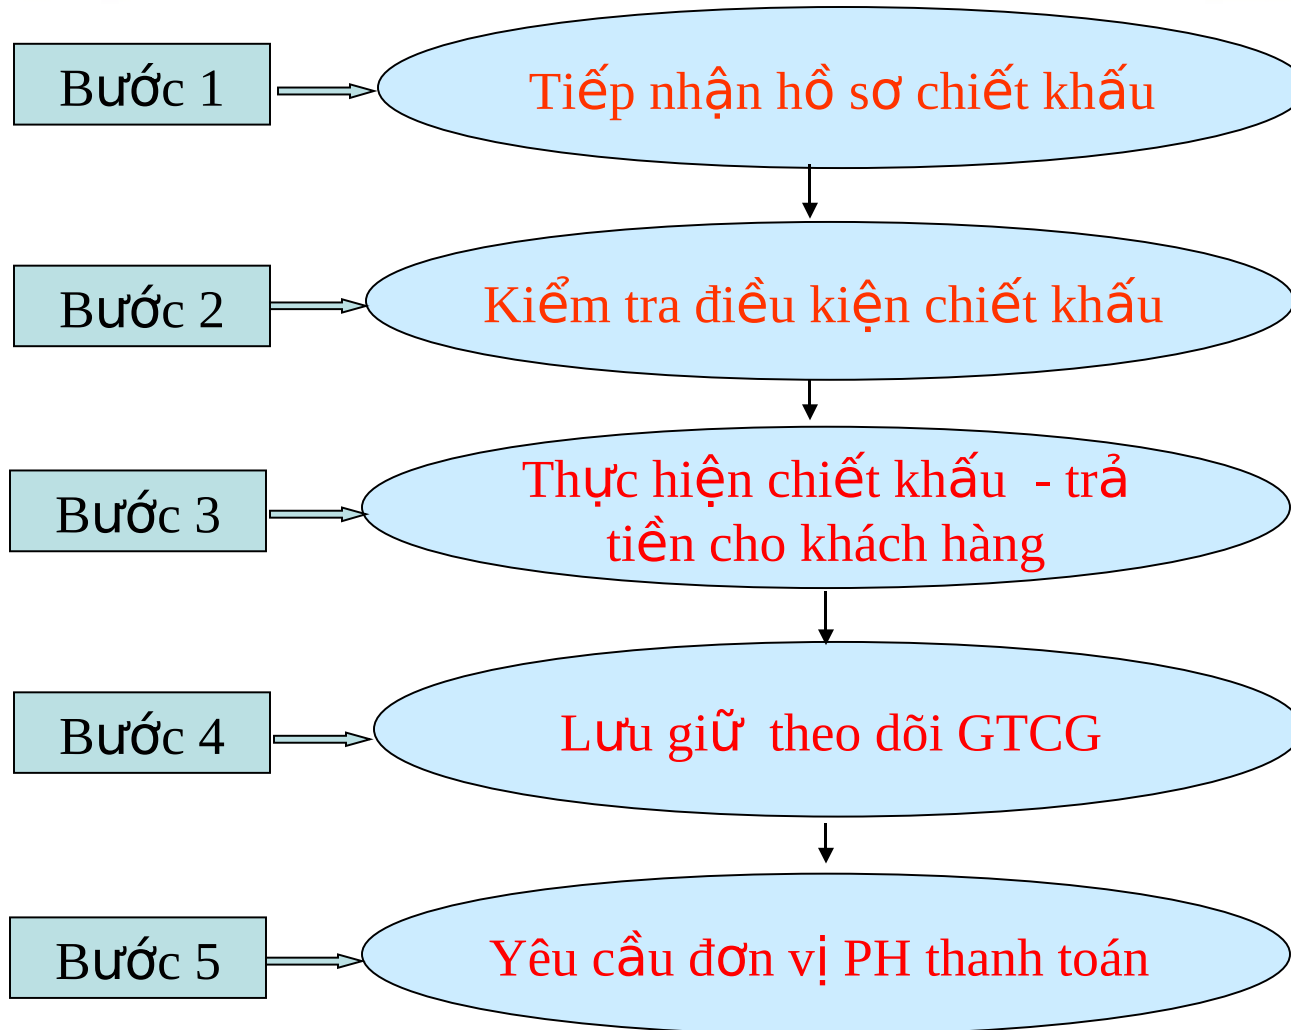 Bước 1
Tiếp nhận hồ sơ chiết khấu
Bước 2
Kiểm tra điều kiện chiết khấu
Bước 3
Thực hiện chiết khấu - trả
tiền cho khách hàng
Bước 4
Lưu giữ theo dõi GTCG
Bước 5
Yêu cầu đơn vị PH thanh toán